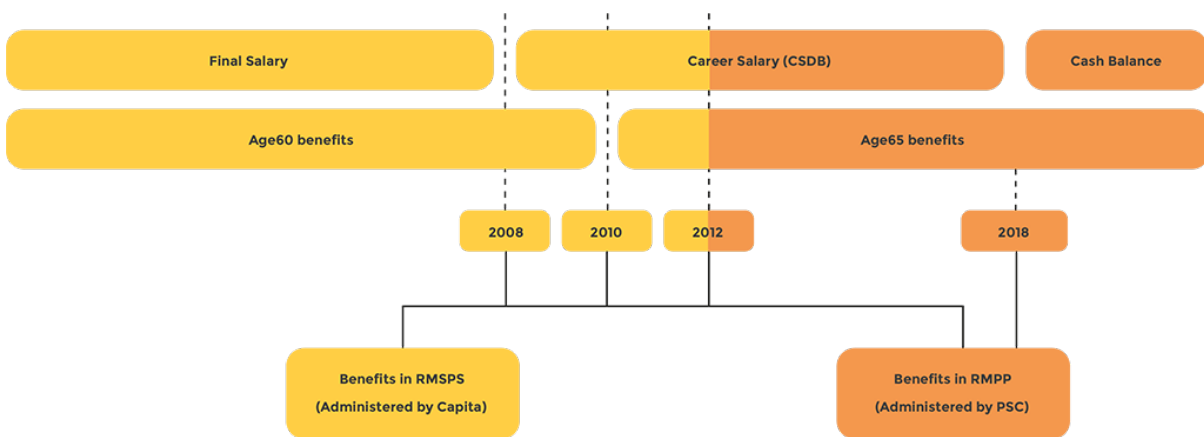 Final Salary
Career Salary (CSDB)
Cash Balance
Age60 benefits
Age65 benefits
2008
2010
2012
2018
Benefits in RMSPS
(Administered by Capita)
Benefits in RMPP
(Administered by PSC)